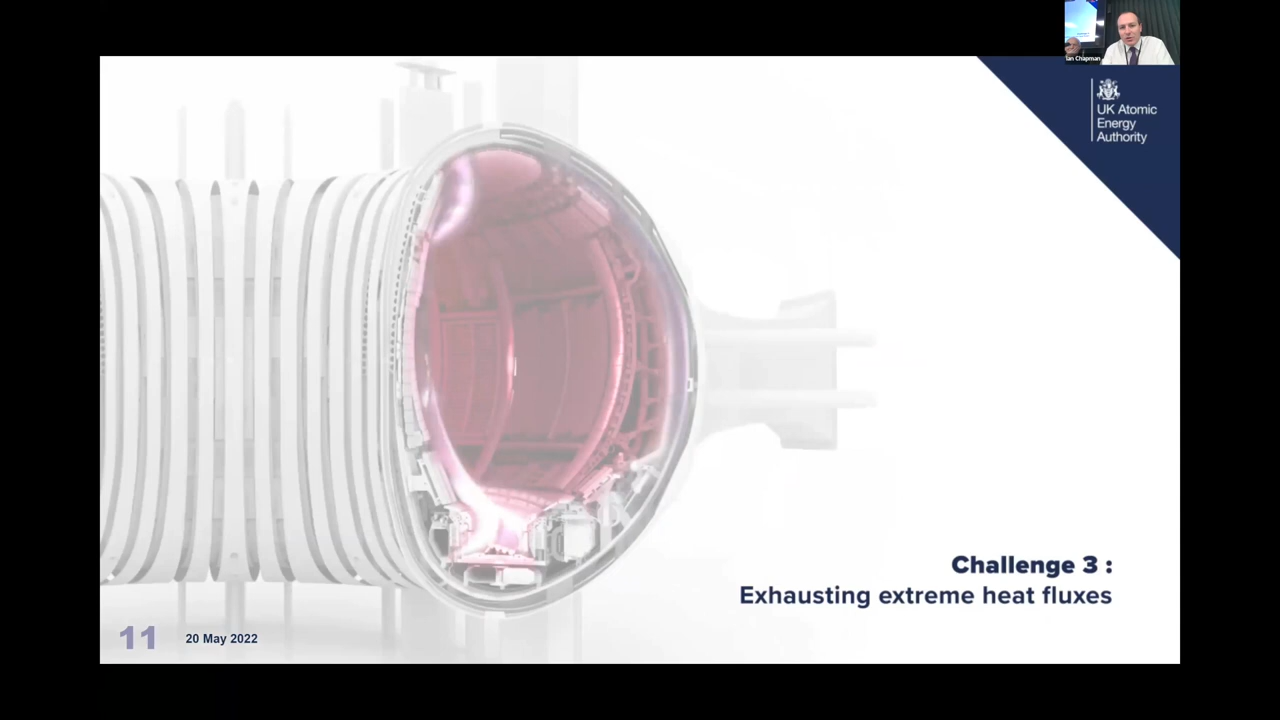 Ian Chapman
UK Atomic
Energy
Authority
Challenge 3 :
Exhausting extreme heat fluxes
11
20 May 2022